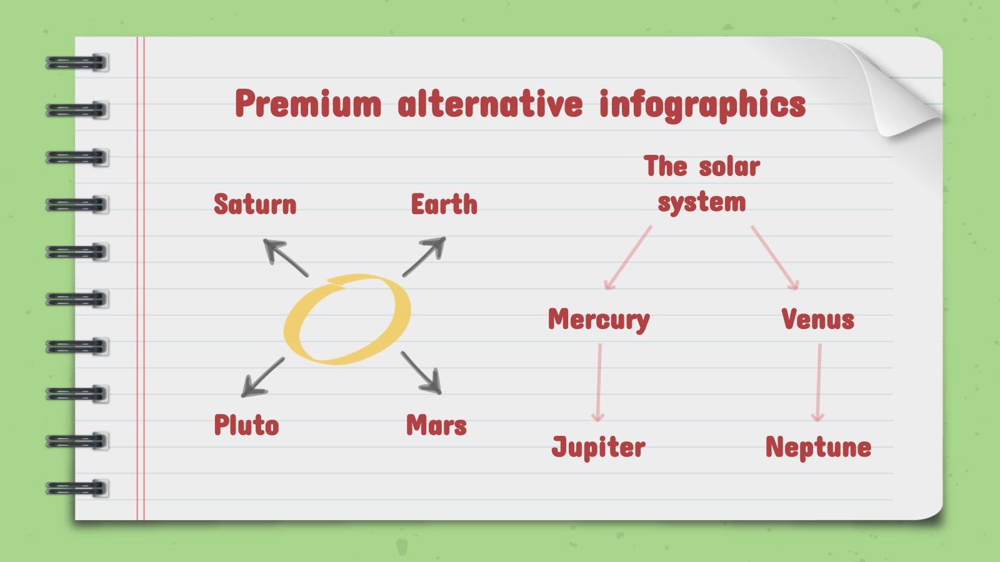 Premium alternative infographics
Saturn
Earth
Pluto
Mars
The solar
system
Mercury
Venus
Jupiter
Neptune